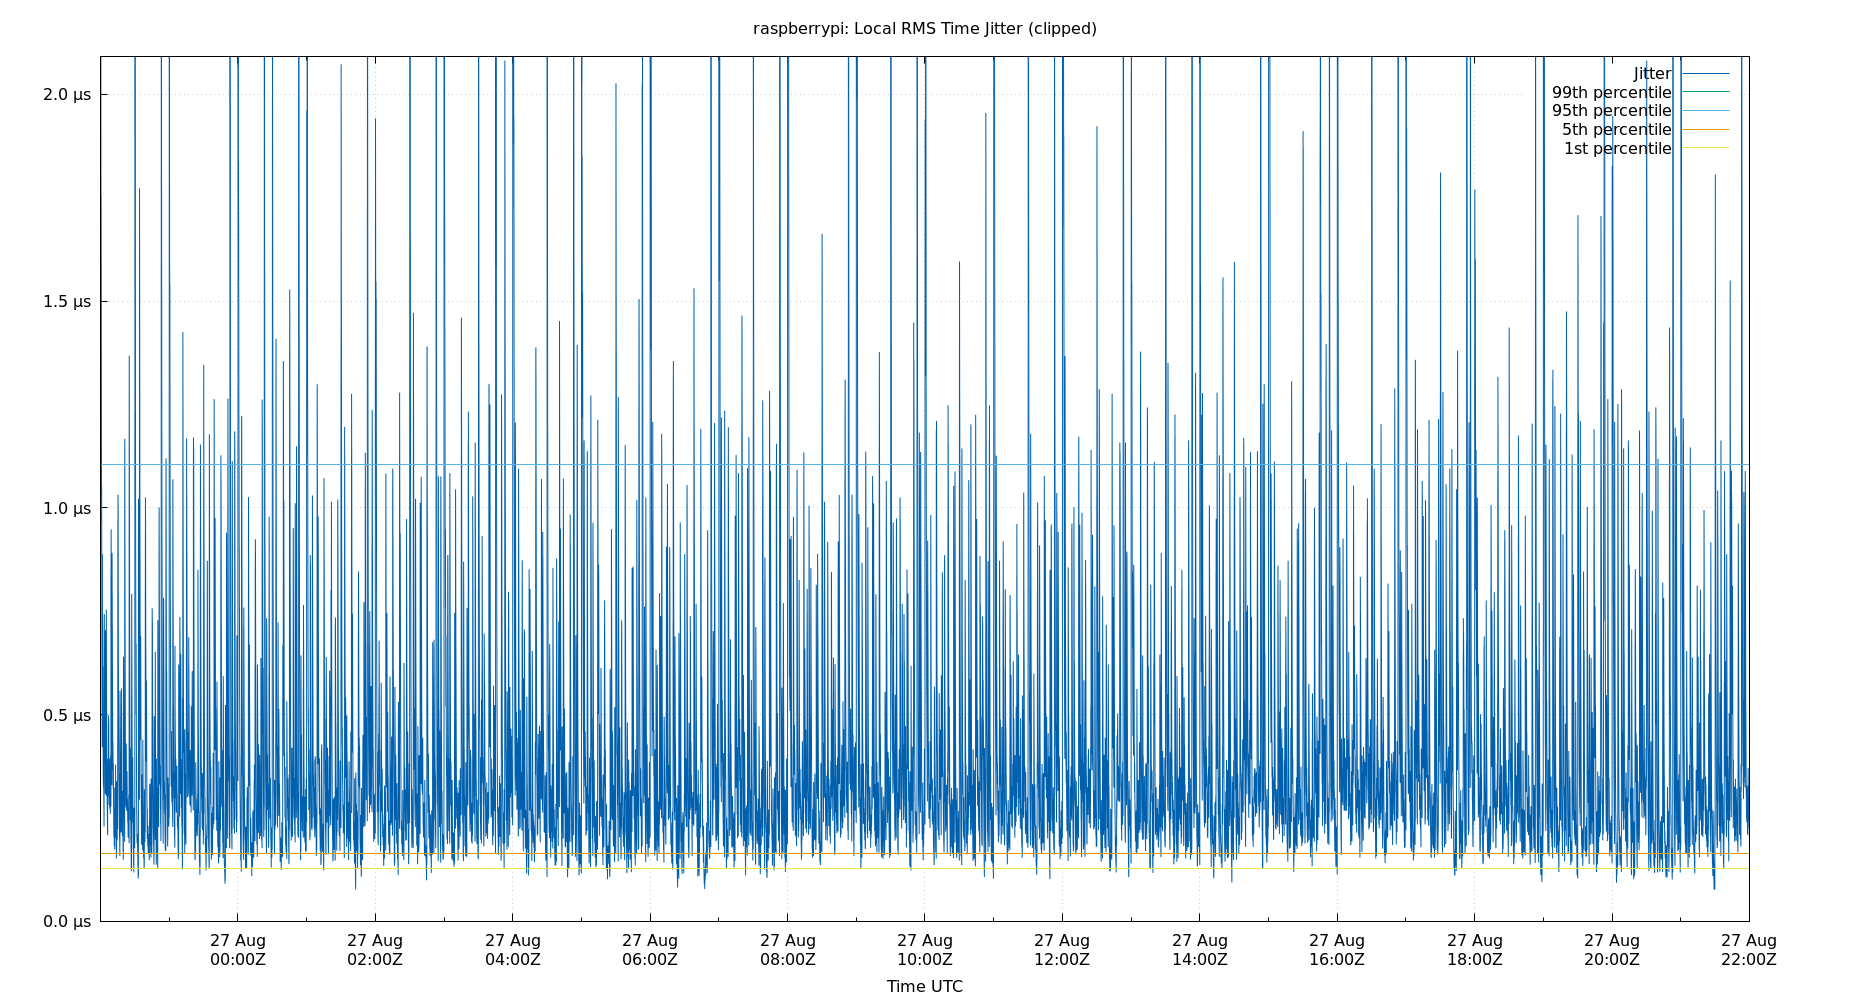 raspberrypi: Local RMS Time Jitter (clipped)
Jitter
99th percentile
95th percentile
5th percentile
1st percentile
2.0 µs
1.5 µs
1.0 µs
0.5 µs
0.0 µs
27 Aug 27 Aug 27 Aug 27 Aug 27 Aug 27 Aug 27 Aug 27 Aug 27 Aug 27 Aug 27 Aug 27 Aug
00:00Z 02:00Z 04:00Z 06:00Z 08:00Z 10:00Z 12:00Z 14:00Z 16:00Z 18:00Z 20:00Z 22:00Z
Time UTC